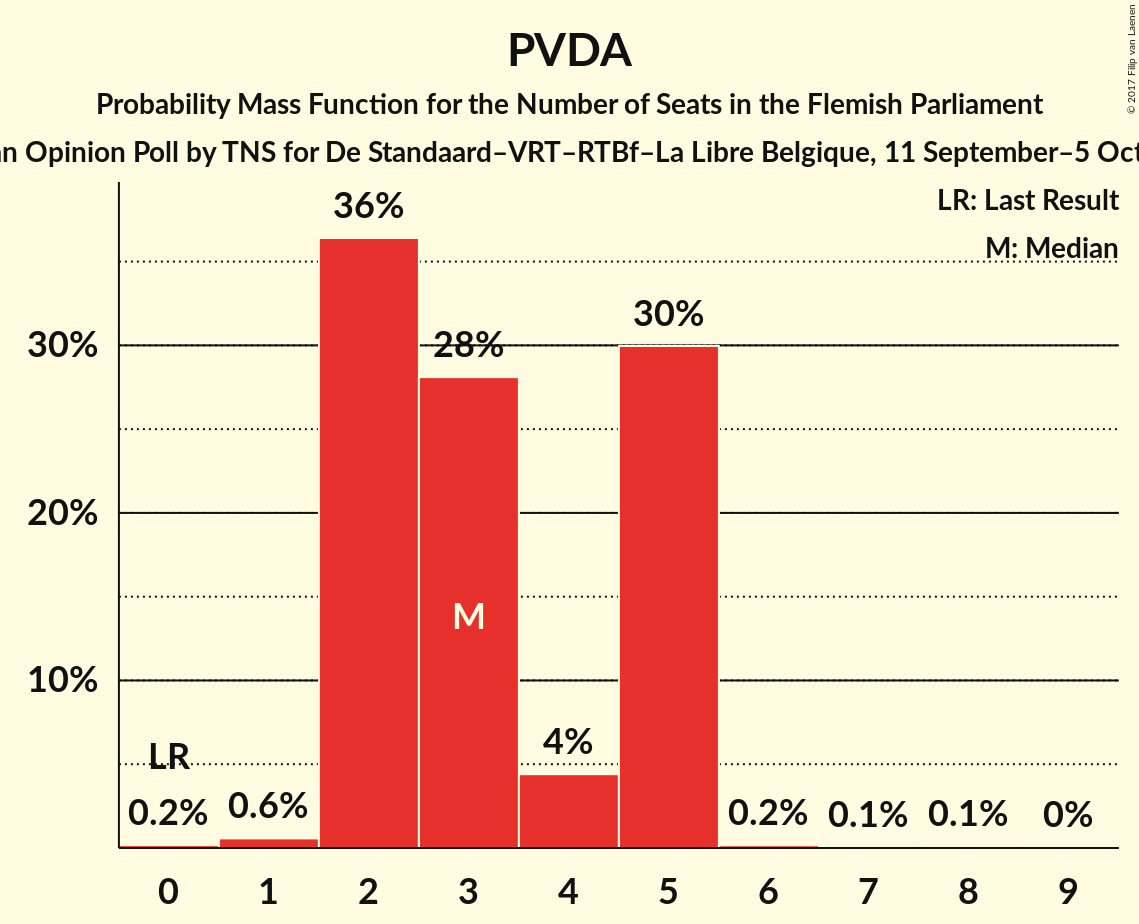 PVDA
Probability Mass Function for the Number of Seats in the Flemish Parliament
Opinion Poll by TNS for De Standaard–VRT–RTBf–La Libre Belgique, 11 September–5
© 2017 Filip van Laenen
LR: Last Result
M: Median
36%
30%
28%
30%
20%
M
10%
4%
LR
0.2% 0.6% 0.2% 0.1% 0.1% 0%
0 1 2 3 4 5 6 7 8 9